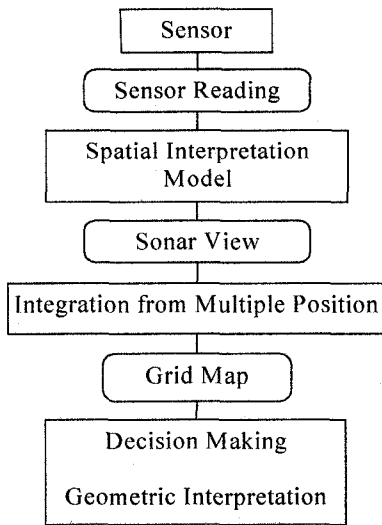 Sensor
Sensor Reading
Spatial Interpretation
Model
Sonar View
Integration from Multiple Position
Grid Map
Decision Making
Geometric Interpretation